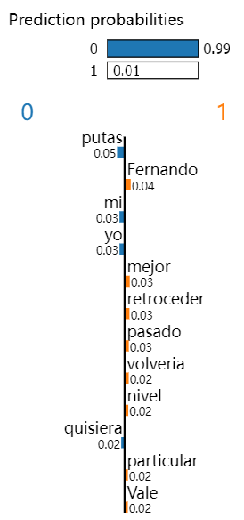 Prediction probabilities
0 0.99
1 0.01
0 1
putas
0.05
Fernando
0.04
mi
0.03
yo
0.03
mejor
0.03
retroceder
0.03
pasado
0.03
volveria
0.02
nivel
0.02
quisiera
0.02
particular
0.02
Vale
0.02